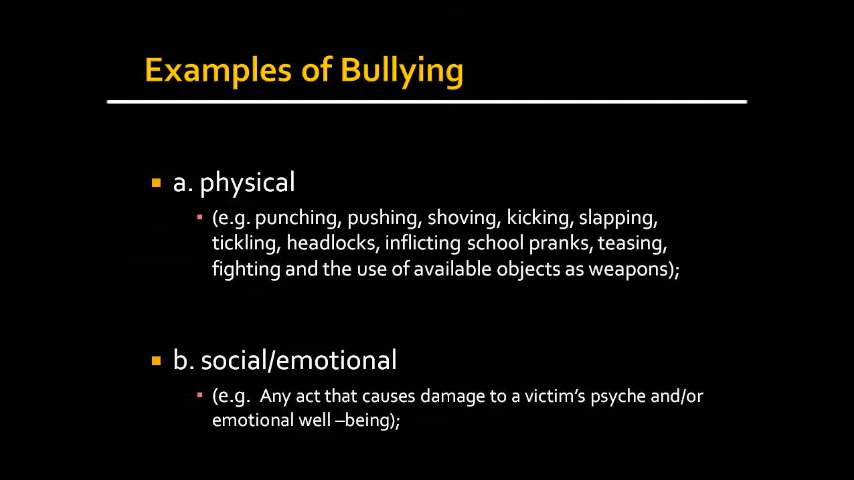 Examples of Bullying
a. physical
(e.g. punching, pushing, shoving, kicking, slapping,
tickling, headlocks, inflicting school pranks, teasing,
fighting and the use of available objects as weapons);
b. social/emotional
(e.g.  Any act that causes damage to a victim’s psyche and/or
emotional well –being);